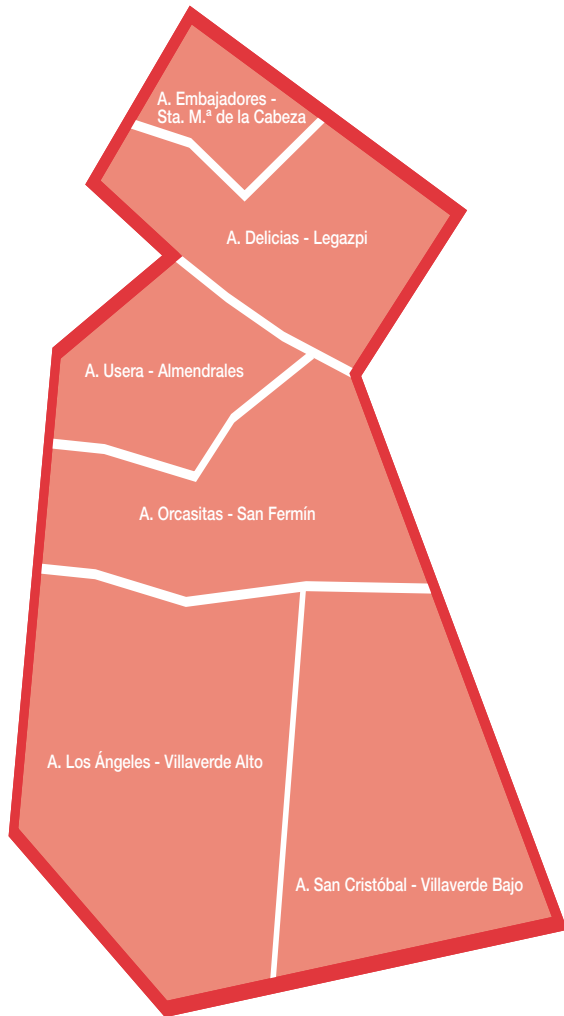 A. Embajadores -
Sta. M.ª de la Cabeza
A. Delicias - Legazpi
A. Usera - Almendrales
A. Orcasitas - San Fermín
A. Los Ángeles - Villaverde Alto
A. San Cristóbal - Villaverde Bajo